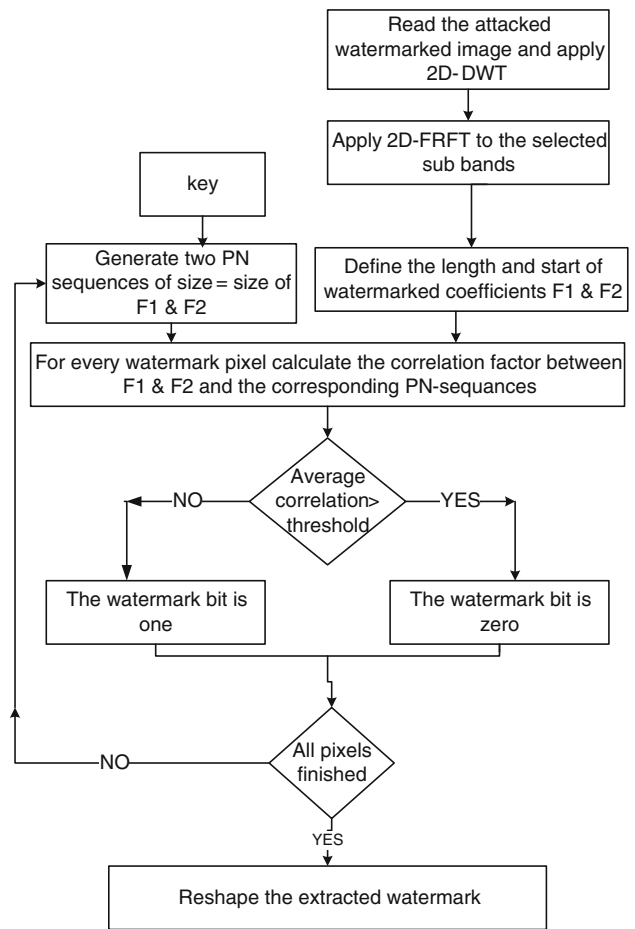 Read the attacked
watermarked image and apply
2D-DWT
Apply 2D-FRFT to the selected
sub bands
key
Generate two PN
sequences of size = size of
F1 & F2
Define the length and start of
watermarked coefficients F1 & F2
For every watermark pixel calculate the correlation factor between
F1 & F2 and the corresponding PN-sequances
Average
correlation>
threshold
NO
YES
The watermark bit is
one
The watermark bit is
zero
All pixels
finished
NO
YES
Reshape the extracted watermark